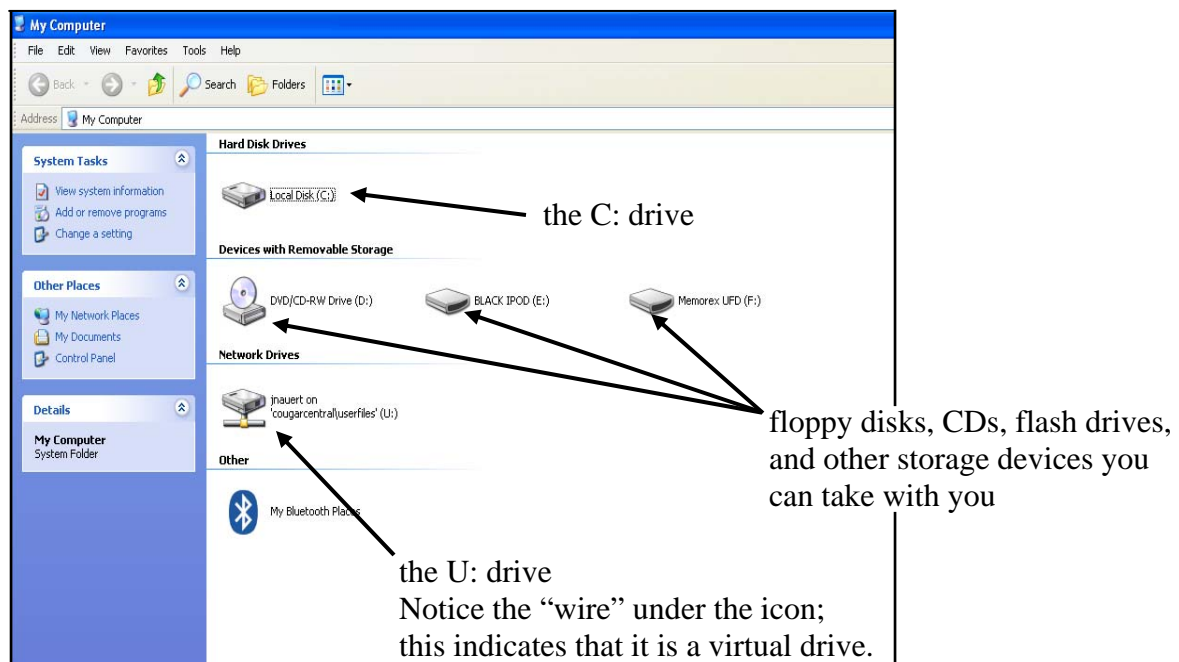 My Computer
File Edit View Favorites Tools Help
Back Search Folders
Address My Computer
System Tasks
View system information
Add or remove programs
Change a setting
Other Places
My Network Places
My Documents
Control Panel
Details
My Computer
System Folder
Hard Disk Drives
Local Disk (C:)
the C: drive
Devices with Removable Storage
DVD/CD-RW Drive (D:) BLACK IPOD (E:) Memorex UFD (F:)
Network Drives
jnauert on
'cougarcentral\userfiles' (U:)
floppy disks, CDs, flash drives,
and other storage devices you
can take with you
Other
My Bluetooth Places
the U: drive
Notice the “wire” under the icon;
this indicates that it is a virtual drive.